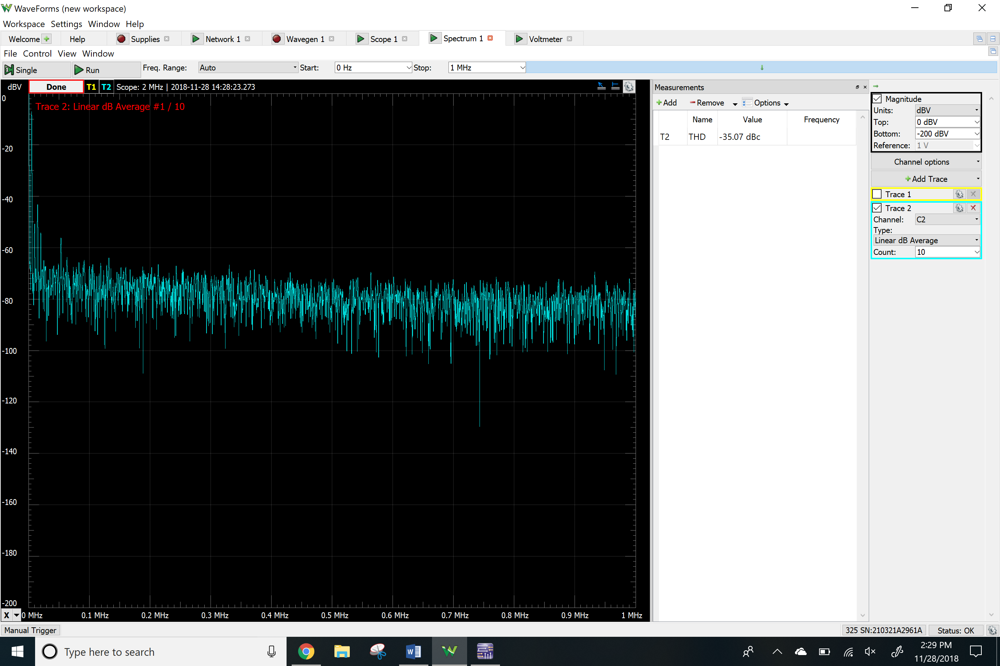 WaveForms (new workspace)
Workspace Settings Window Help
Welcome Help Supplies Network 1 Wavegen 1 Scope 1 Spectrum 1 Voltmeter
File Control View Window
Single Run Freq. Range: Auto Start: 0 Hz Stop: 1 MHz
dBV Done T1 T2 Scope: 2 MHz | 2018-11-28 14:28:23.273
Trace 2: Linear dB Average #1 / 10
0
-20
-40
-60
-80
-100
-120
-140
-160
-180
-200
X 0 MHz 0.1 MHz 0.2 MHz 0.3 MHz 0.4 MHz 0.5 MHz 0.6 MHz 0.7 MHz 0.8 MHz 0.9 MHz 1 MHz
Measurements
Add Remove Options
Name Value Frequency
T2 THD -35.07 dBc
Magnitude
Units: dBV
Top: 0 dBV
Bottom: -200 dBV
Reference: 1 V
Channel options
Add Trace
Trace 1
Trace 2
Channel: C2
Type:
Linear dB Average
Count: 10
Manual Trigger 325 SN:210321A2961A Status: OK
Type here to search
2:29 PM
11/28/2018